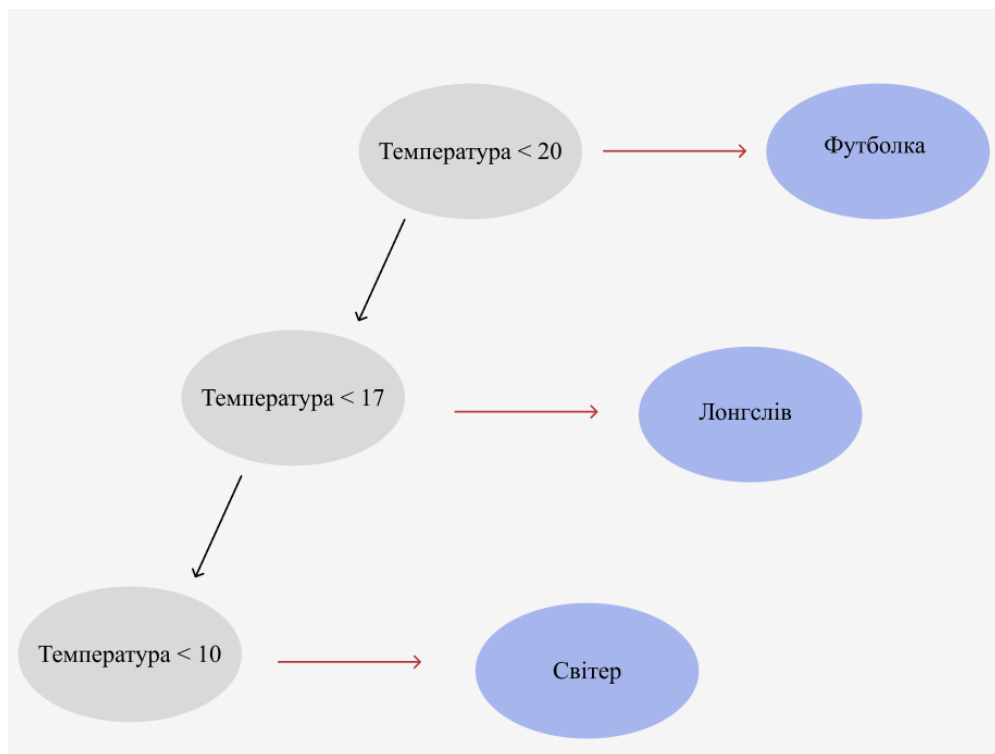 Температура < 20
Футболка
Температура < 17
Лонгслів
Температура < 10
Світер